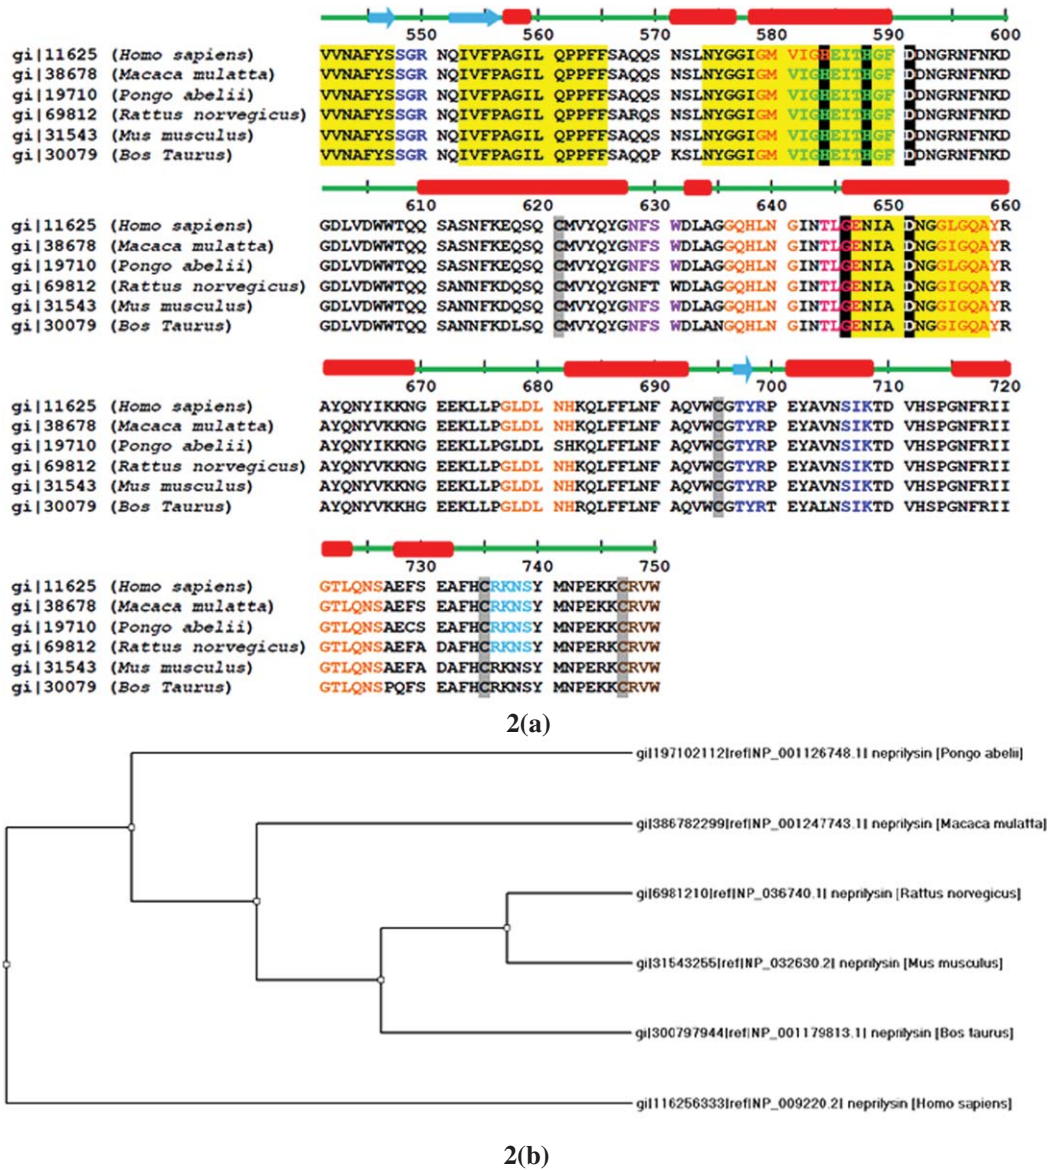 550 560 570 580 590 600
gi|11625 (Homo sapiens) VVNAFYSSGR NQIVFPAGIL QPPFFSAQQS NSLNYGGIGM VIGHEITHGF DDNGRNFNKD
gi|38678 (Macaca mulatta) VVNAFYSSGR NQIVFPAGIL QPPFFSAQQS NSLNYGGIGM VIGHEITHGF DDNGRNFNKD
gi|19710 (Pongo abelii) VVNAFYSSGR NQIVFPAGIL QPPFFSAQQS NSLNYGGIGM VIGHEITHGF DDNGRNFNKD
gi|69812 (Rattus norvegicus) VVNAFYSSGR NQIVFPAGIL QPPFFSARQS NSLNYGGIGM VIGHEITHGF DDNGRNFNKD
gi|31543 (Mus musculus) VVNAFYSSGR NQIVFPAGIL QPPFFSAQQS NSLNYGGIGM VIGHEITHGF DDNGRNFNKD
gi|30079 (Bos Taurus) VVNAFYSSGR NQIVFPAGIL QPPFFSAQQP KSLNYGGIGM VIGHEITHGF DDNGRNFNKD
610 620 630 640 650 660
gi|11625 (Homo sapiens) GDLVDWWTQQ SASNFKEQSQ CMVYQYGNFS WDLAGGQHLN GINTLGENIA DNGGLGQAYR
gi|38678 (Macaca mulatta) GDLVDWWTQQ SASNFKEQSQ CMVYQYGNFS WDLAGGQHLN GINTLGENIA DNGGLGQAYR
gi|19710 (Pongo abelii) GDLVDWWTQQ SASNFKEQSQ CMVYQYGNFS WDLAGGQHLN GINTLGENIA DNGGLGQAYR
gi|69812 (Rattus norvegicus) GDLVDWWTQQ SANNFKDQSQ CMVYQYGNFT WDLAGGQHLN GINTLGENIA DNGGIGQAYR
gi|31543 (Mus musculus) GDLVDWWTQQ SANNFKDQSQ CMVYQYGNFS WDLAGGQHLN GINTLGENIA DNGGIGQAYR
gi|30079 (Bos Taurus) GDLVDWWTQQ SANNFKDLSQ CMVYQYGNFS WDLANGQHLN GINTLGENIA DNGGIGQAYR
670 680 690 700 710 720
gi|11625 (Homo sapiens) AYQNYIKKNG EEKLLPGLDL NHKQLFFLNF AQVWCGTYRP EYAVNSIKTD VHSPGNFRII
gi|38678 (Macaca mulatta) AYQNYVKKNG EEKLLPGLDL NHKQLFFLNF AQVWCGTYRP EYAVNSIKTD VHSPGNFRII
gi|19710 (Pongo abelii) AYQNYIKKNG EEKLLPGLDL SHKQLFFLNF AQVWCGTYRP EYAVNSIKTD VHSPGNFRII
gi|69812 (Rattus norvegicus) AYQNYVKKNG EEKLLPGLDL NHKQLFFLNF AQVWCGTYRP EYAVNSIKTD VHSPGNFRII
gi|31543 (Mus musculus) AYQNYVKKNG EEKLLPGLDL NHKQLFFLNF AQVWCGTYRP EYAVNSIKTD VHSPGNFRII
gi|30079 (Bos Taurus) AYQNYVKKHG EEKLLPGLDL NHRQLFFLNF AQVWCGTYRT EYALNSIKTD VHSPGNFRII
730 740 750
gi|11625 (Homo sapiens) GTLQNSAEFS EAFHCRKNSY MNPEKKCRVW
gi|38678 (Macaca mulatta) GTLQNSAEFS EAFHCRKNSY MNPEKKCRVW
gi|19710 (Pongo abelii) GTLQNSAECS EAFHCRKNSY MNPEKKCRVW
gi|69812 (Rattus norvegicus) GTLQNSAEFA DAFHCRKNSY MNPERKCRVW
gi|31543 (Mus musculus) GTLQNSAEFA DAFHCRKNSY MNPERKCRVW
gi|30079 (Bos Taurus) GTLQNSPQFS EAFHCRKNSY MNPEKKCRVW
2(a)
gi|197102112|ref|NP_001126748.1| neprilysin [Pongo abelii]
gi|386782299|ref|NP_001247743.1| neprilysin [Macaca mulatta]
gi|6981210|ref|NP_036740.1| neprilysin [Rattus norvegicus]
gi|31543255|ref|NP_032630.2| neprilysin [Mus musculus]
gi|300797944|ref|NP_001179813.1| neprilysin [Bos taurus]
gi|116256333|ref|NP_009220.2| neprilysin [Homo sapiens]
2(b)